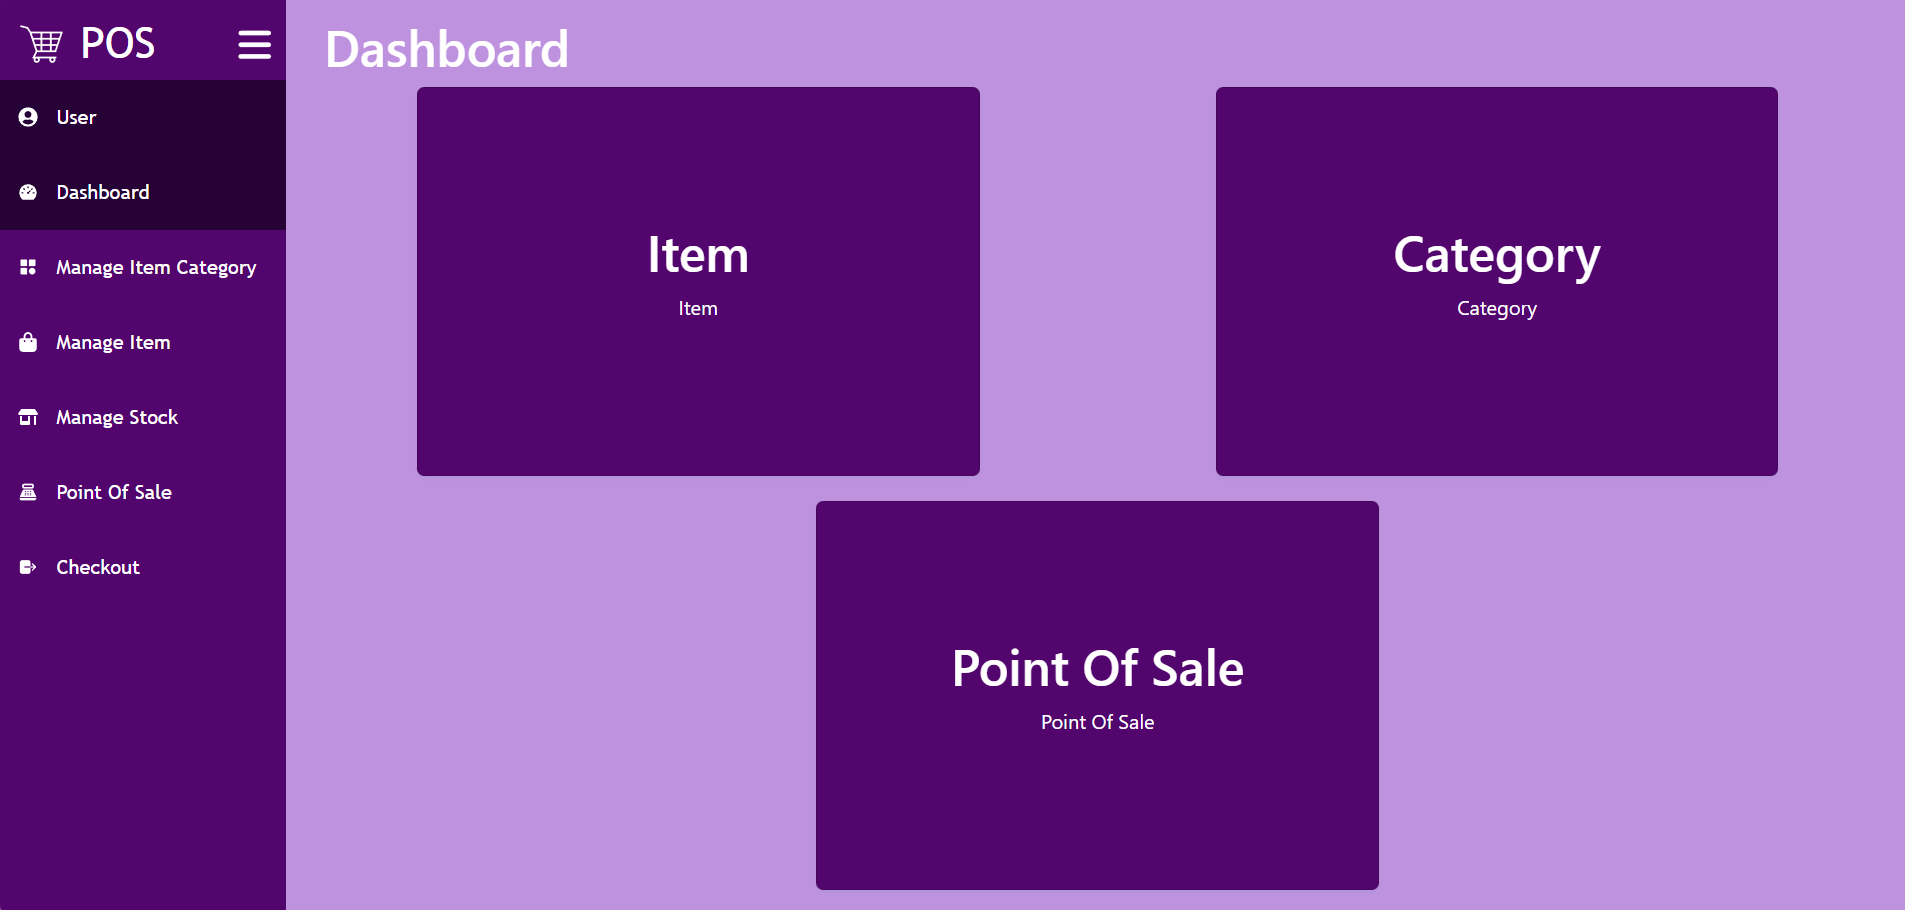 POS
User
Dashboard
Manage Item Category
Manage Item
Manage Stock
Point Of Sale
Checkout
Dashboard
Item
Item
Category
Category
Point Of Sale
Point Of Sale